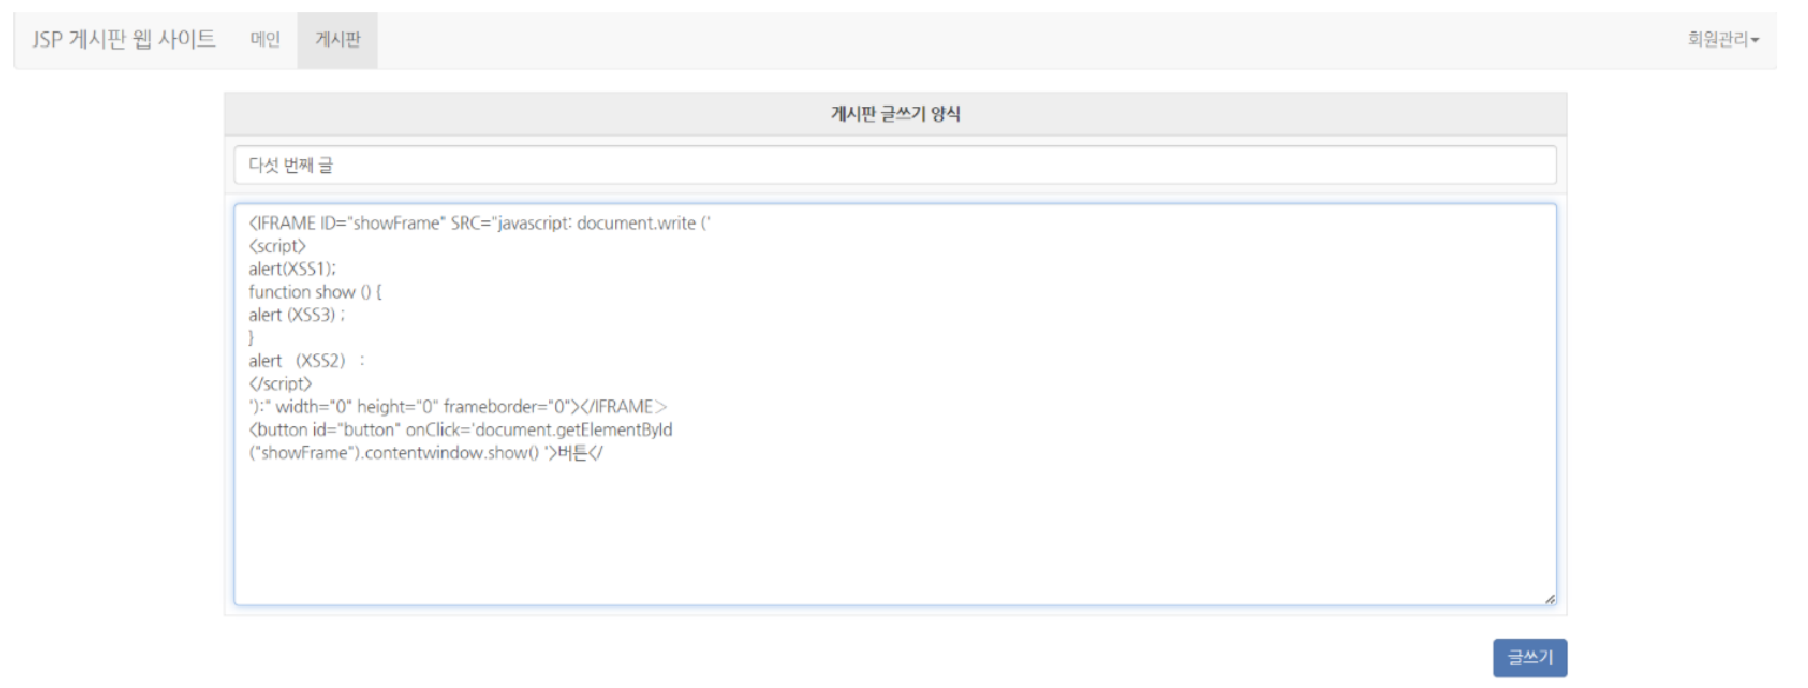 JSP 게시판 웹 사이트 메인 게시판 회원관리
게시판 글쓰기 양식
다섯 번째 글
<IFRAME ID="showFrame" SRC="javascript: document.write ('
<script>
alert(XSS1);
function show () {
alert (XSS3) ;
}
alert (XSS2) :
</script>
"):" width="0" height="0" frameborder="0"></IFRAME>
<button id="button" onClick='document.getElementById
("showFrame").contentwindow.show() ">버튼</
글쓰기